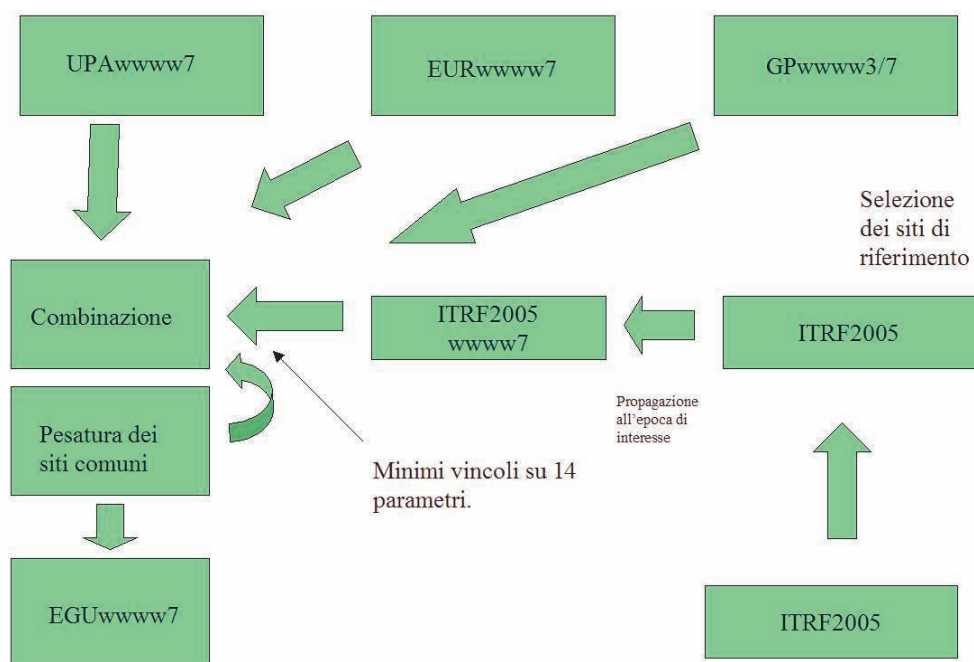 UPAwwww7
EURwwww7
GPwwww3/7
Selezione
dei siti di
riferimento
Combinazione
ITRF2005
wwww7
ITRF2005
Propagazione
all'epoca di
interesse
Pesatura dei
siti comuni
Minimi vincoli su 14
parametri.
EGUwwww7
ITRF2005